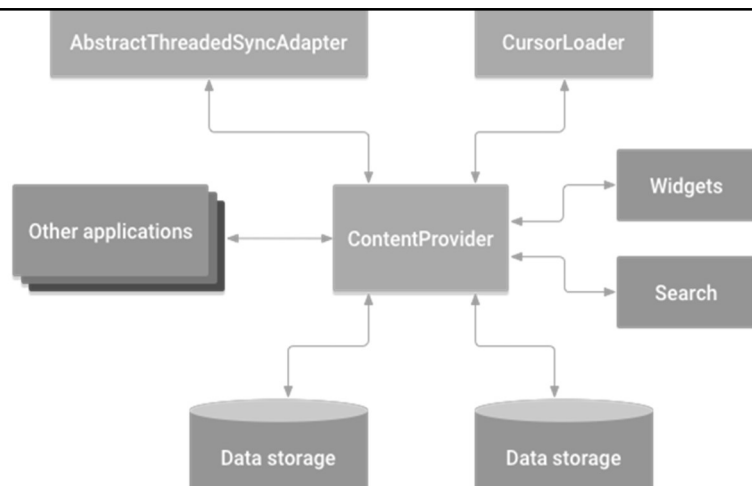 AbstractThreadedSyncAdapter
CursorLoader
Widgets
Other applications
ContentProvider
Search
Data storage
Data storage